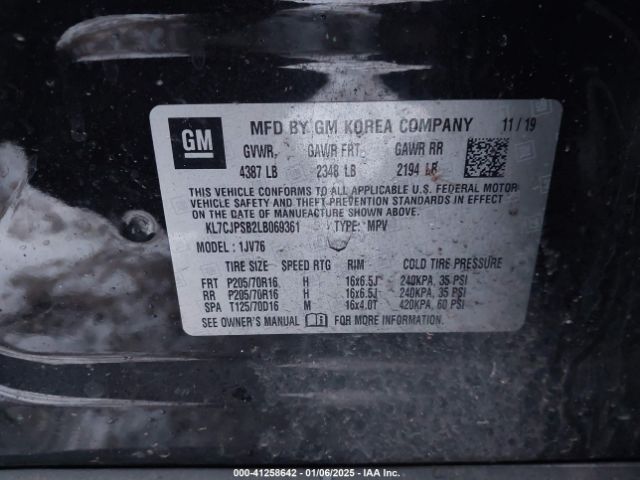 GM
MFD BY GM KOREA COMPANY 11/19
GVWR GAWR FRT GAWR RR
4387 LB 2348 LB 2194 LB
THIS VEHICLE CONFORMS TO ALL APPLICABLE U.S. FEDERAL MOTOR
VEHICLE SAFETY AND THEFT PREVENTION STANDARDS IN EFFECT
ON THE DATE OF MANUFACTURE SHOWN ABOVE.
KL7CJPSB2LB069361 TYPE: MPV
MODEL: 1JV76
TIRE SIZE SPEED RTG RIM COLD TIRE PRESSURE
FRT P205/70R16 H 16x6.5J 240KPA, 35 PSI
RR P205/70R16 H 16x6.5J 240KPA, 35 PSI
SPA T125/70D16 M 16x4.0T 420KPA, 60 PSI
SEE OWNER'S MANUAL FOR MORE INFORMATION.
000-41258642 - 01/06/2025 - IAA Inc.